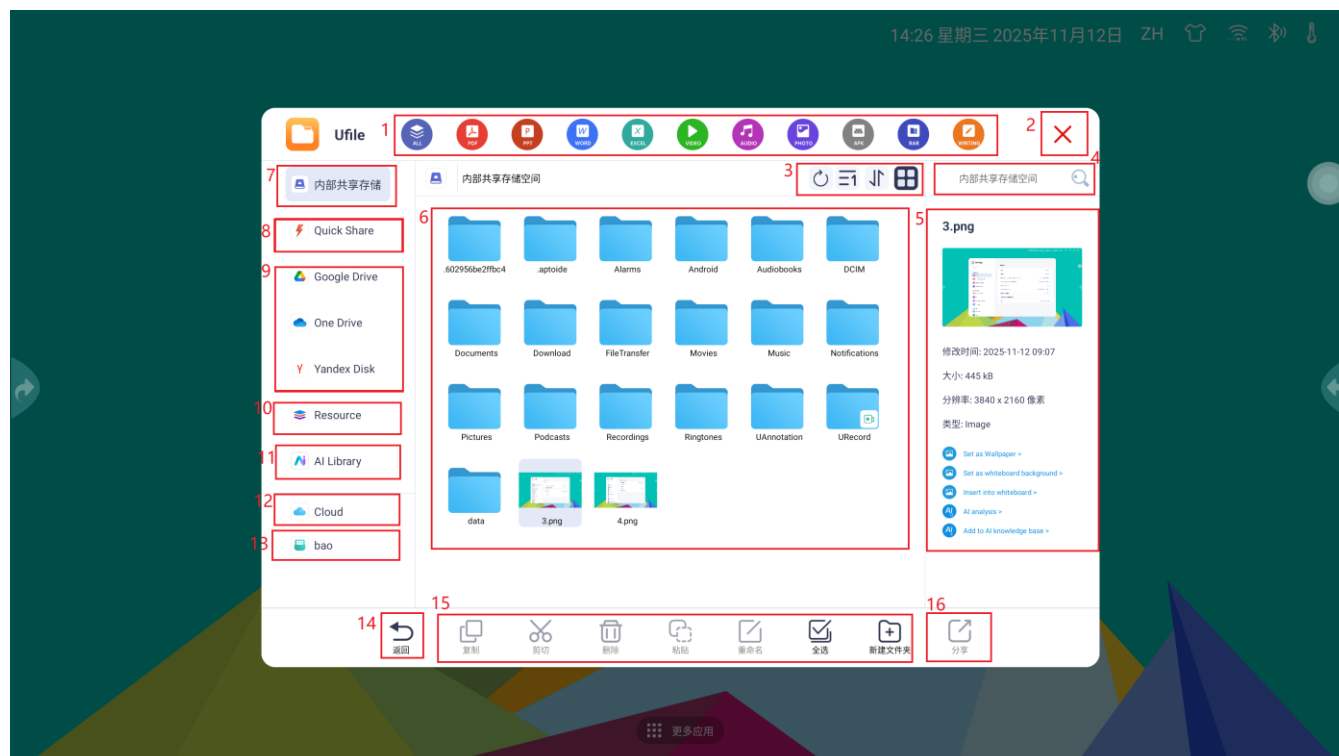 14:26 星期三 2025年11月12日 ZH
Ufile
1
ALL PDF PPT WORD EXCEL VIDEO AUDIO PHOTO APK RAR WRITING
2
7
内部共享存储
内部共享存储空间
3
4
内部共享存储空间
8
Quick Share
9
Google Drive
One Drive
Yandex Disk
10
Resource
11
AI Library
12
Cloud
13
bao
6
.602956be2ffbc4 .aptoide Alarms Android Audiobooks DCIM
Documents Download FileTransfer Movies Music Notifications
Pictures Podcasts Recordings Ringtones UAnnotation URecord
data 3.png 4.png
5
3.png
修改时间: 2025-11-12 09:07
大小: 445 kB
分辨率: 3840 x 2160 像素
类型: Image
Set as Wallpaper >
Set as whiteboard background >
Insert into whiteboard >
AI analysis >
Add to AI knowledge base >
14
返回
15
复制 剪切 删除 粘贴 重命名 全选 新建文件夹
16
分享
更多应用